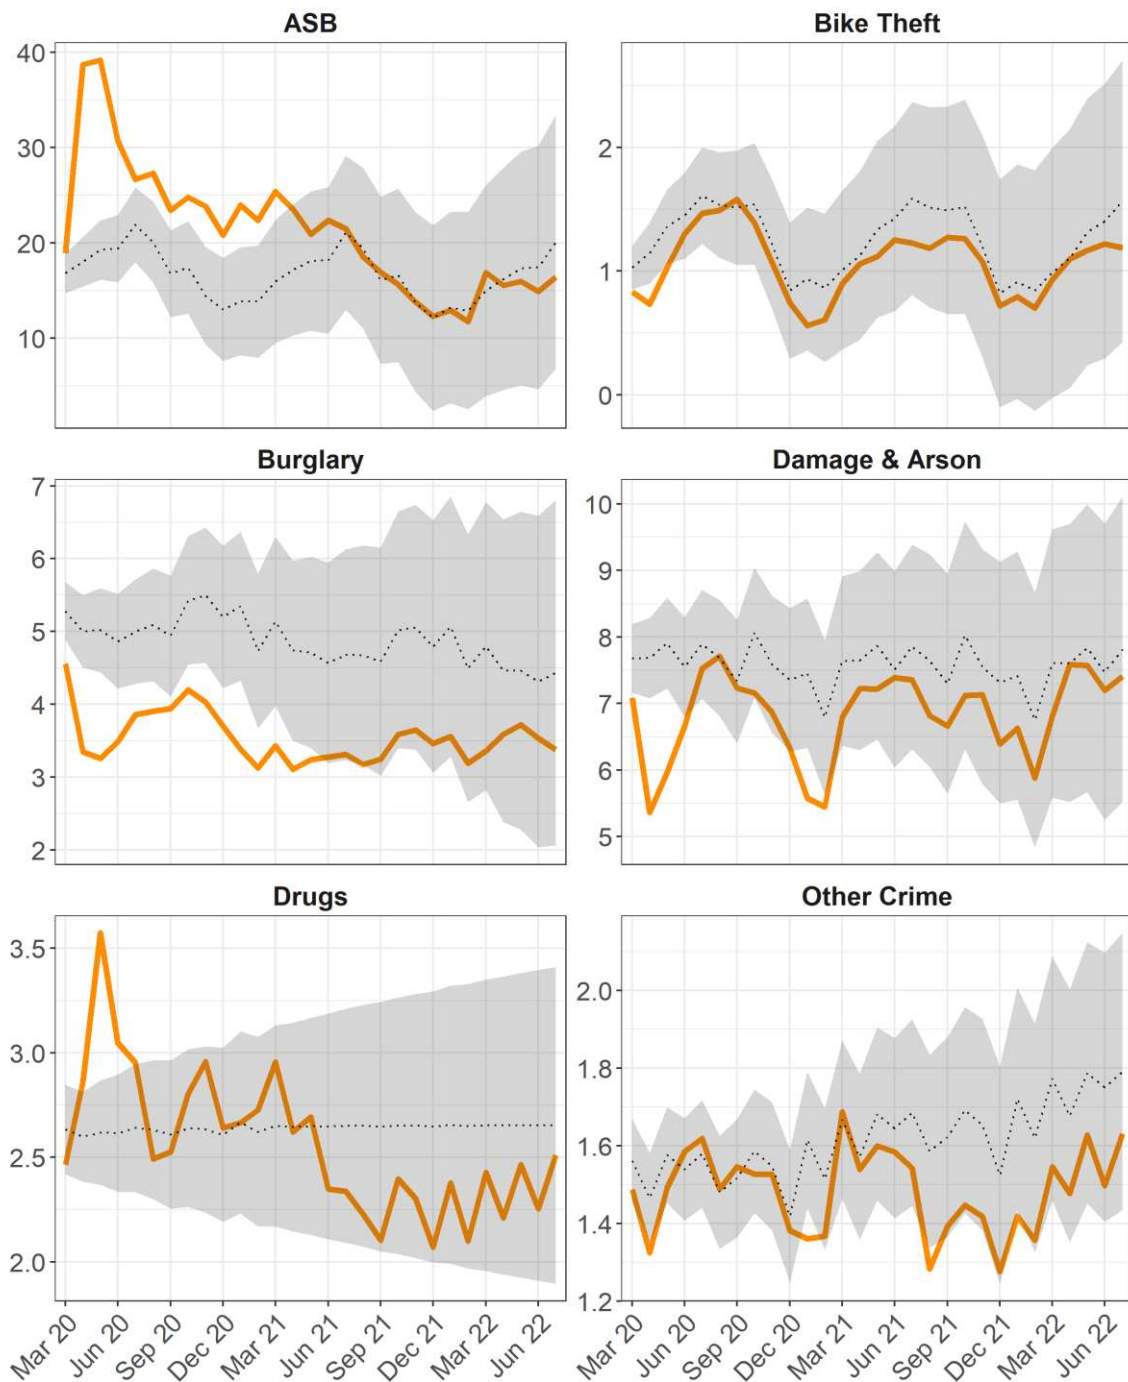 ASB
Bike Theft
40
30
20
10
2
1
0
Burglary
Damage & Arson
7
6
5
4
3
2
10
9
8
7
6
5
Drugs
Other Crime
3.5
3.0
2.5
2.0
2.0
1.8
1.6
1.4
1.2
Mar 20
Jun 20
Sep 20
Dec 20
Mar 21
Jun 21
Sep 21
Dec 21
Mar 22
Jun 22
Mar 20
Jun 20
Sep 20
Dec 20
Mar 21
Jun 21
Sep 21
Dec 21
Mar 22
Jun 22